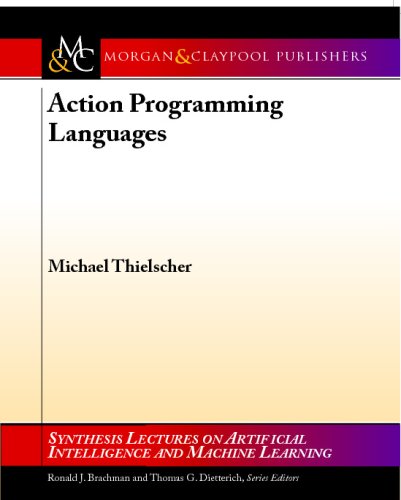 M
&C MORGAN&CLAYPOOL PUBLISHERS
Action Programming
Languages
Michael Thielscher
SYNTHESIS LECTURES ON ARTIFICIAL
INTELLIGENCE AND MACHINE LEARNING
Ronald J. Brachman and Thomas G. Dietterich, Series Editors